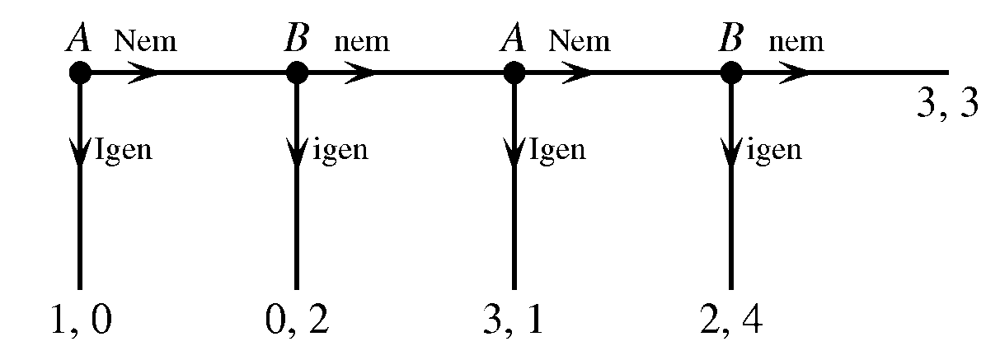 A Nem B nem A Nem B nem
3, 3
Igen igen Igen igen
1, 0 0, 2 3, 1 2, 4